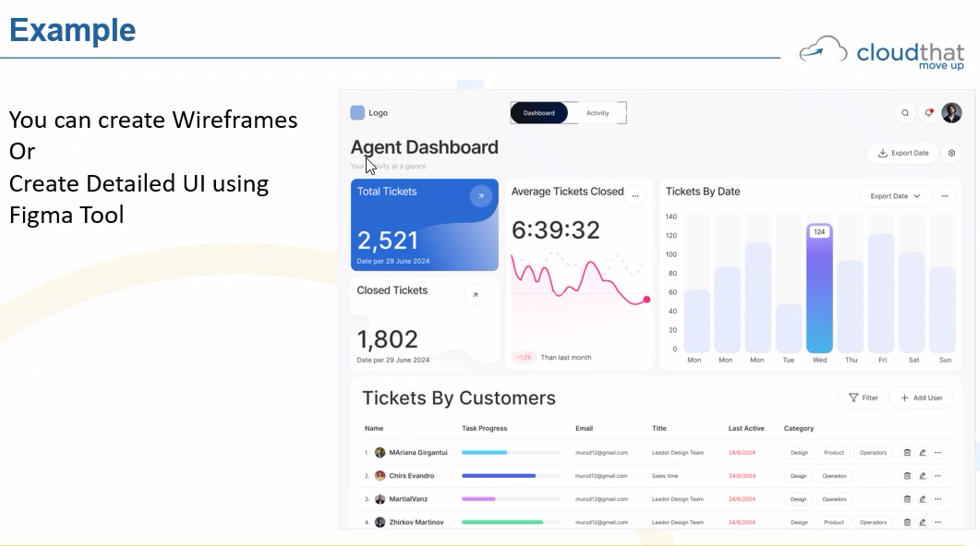 Example
cloudthat
move up
You can create Wireframes
Or
Create Detailed UI using
Figma Tool
Logo
Dashboard
Activitiy
Agent Dashboard
Export Date
Total Tickets
2,521
Date per 29 June 2024
Closed Tickets
1,802
Date per 29 June 2024
Average Tickets Closed
6:39:32
Than last month
Tickets By Date
Export Date
140
120
100
80
60
40
20
0
124
Mon Mon Mon Tue Wed Thu Fri Sat Sun
Tickets By Customers
Filter
+ Add User
Name Task Progress Email Title Last Active Category
1. MAriana Girgantui murod12@gmail.com Leador Design Team 24/6/2024 Design Product Operadors
2. Chirs Evandro murod12@gmail.com Sales time 24/6/2024 Design Operadors
3. MartialVanz murod12@gmail.com Leador Design Team 24/6/2024 Design Operadors
4. Zhirkov Martinov murod12@gmail.com Leador Design Team 24/6/2024 Design Product Operadors